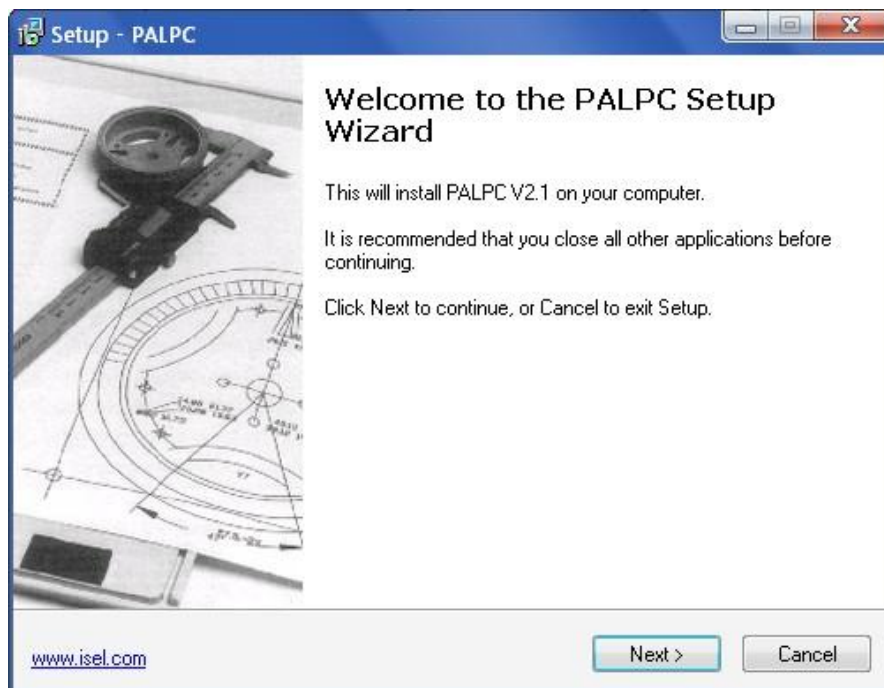 Setup - PALPC
Welcome to the PALPC Setup
Wizard
This will install PALPC V2.1 on your computer.
It is recommended that you close all other applications before
continuing.
Click Next to continue, or Cancel to exit Setup.
www.isel.com
Next >
Cancel